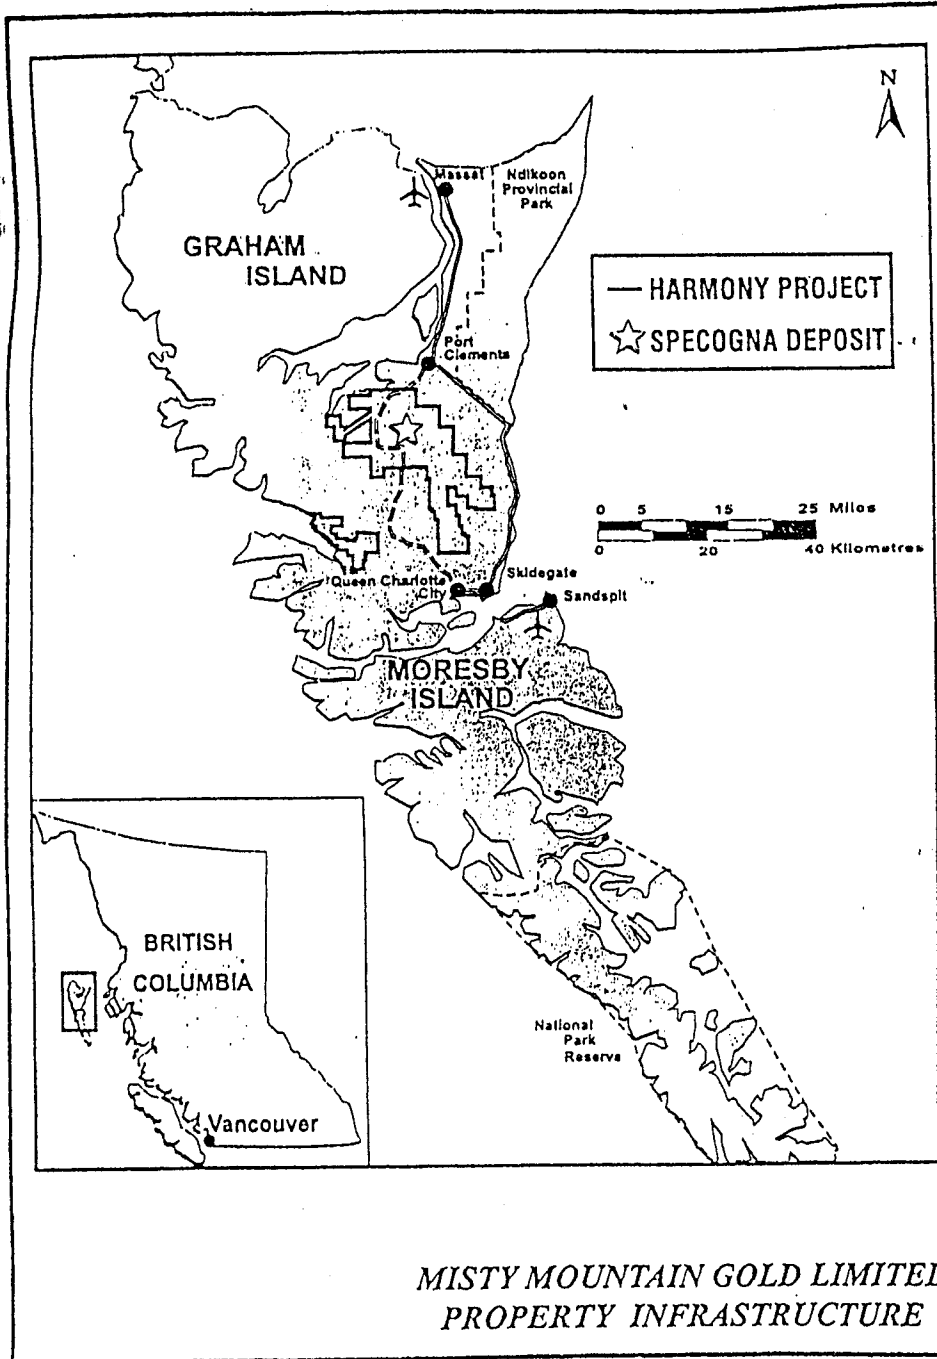 N
Masset
Ndikoon
Provincial
Park
GRAHAM
ISLAND
HARMONY PROJECT
SPECOGNA DEPOSIT
Port
Clements
0 5 15 25 Miles
0 20 40 Kilometres
Queen Charlotte
City
Skidegate
Sandspit
MORESBY
ISLAND
BRITISH
COLUMBIA
Vancouver
National
Park
Reserve
MISTY MOUNTAIN GOLD LIMITED
PROPERTY INFRASTRUCTURE